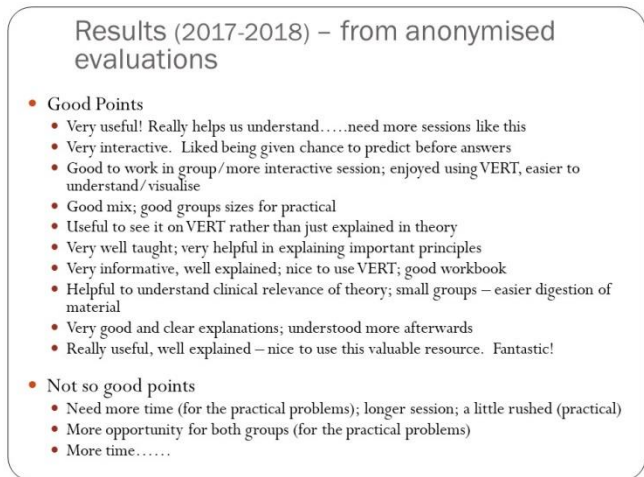 Results (2017-2018) – from anonymised
evaluations
• Good Points
• Very useful! Really helps us understand…..need more sessions like this
• Very interactive.  Liked being given chance to predict before answers
• Good to work in group/more interactive session; enjoyed using VERT, easier to
understand/visualise
• Good mix; good groups sizes for practical
• Useful to see it on VERT rather than just explained in theory
• Very well taught; very helpful in explaining important principles
• Very informative, well explained; nice to use VERT; good workbook
• Helpful to understand clinical relevance of theory; small groups – easier digestion of
material
• Very good and clear explanations; understood more afterwards
• Really useful, well explained – nice to use this valuable resource.  Fantastic!
• Not so good points
• Need more time (for the practical problems); longer session; a little rushed (practical)
• More opportunity for both groups (for the practical problems)
• More time……